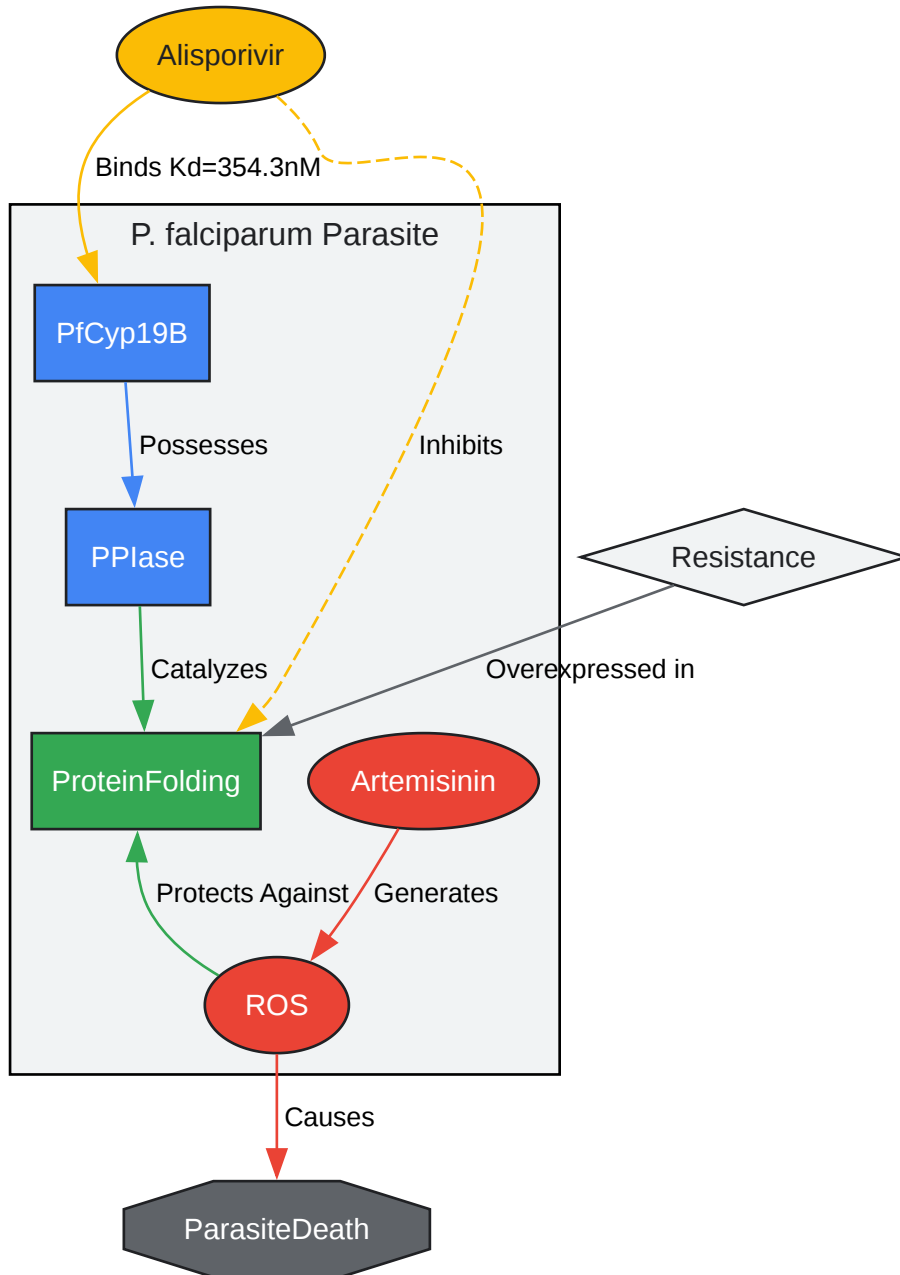 Alisporivir
Binds Kd=354.3nM
P. falciparum Parasite
PfCyp19B
Possesses
Inhibits
PPIase
Resistance
Catalyzes
Overexpressed in
ProteinFolding
Artemisinin
Protects Against
Generates
ROS
Causes
ParasiteDeath